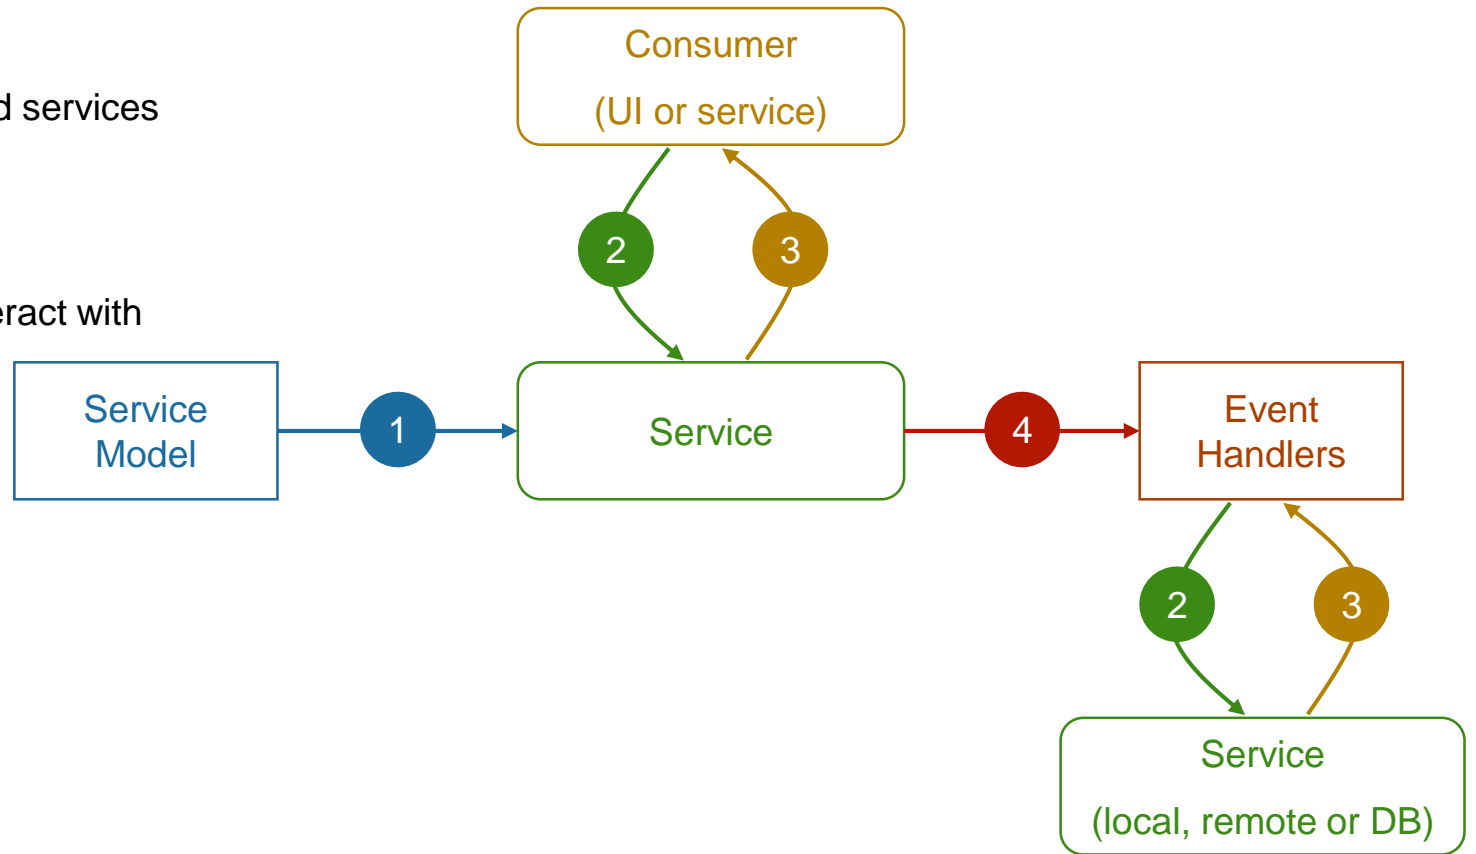 Consumer
(UI or service)
d services
2
3
eract with
Service
Model
1
Service
4
Event
Handlers
2
3
Service
(local, remote or DB)